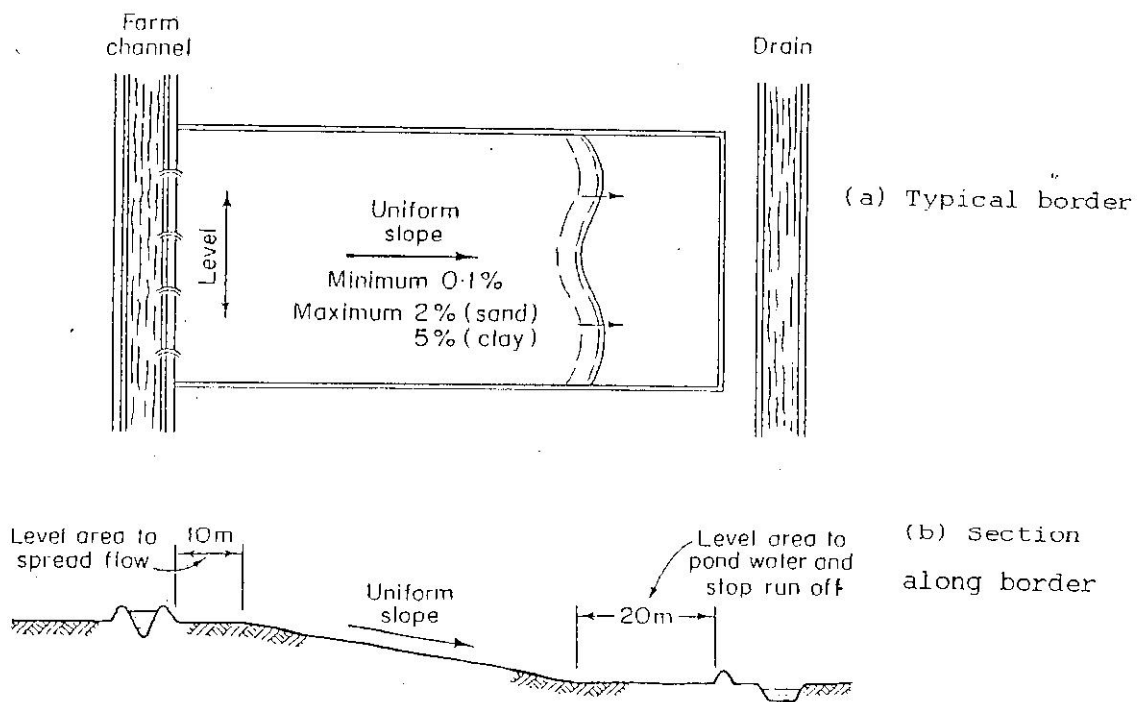 Farm
channel
Drain
(a) Typical border
Level
Uniform
slope
Minimum 0·1%
Maximum 2% (sand)
5% (clay)
Level area to
spread flow
10m
Uniform
slope
Level area to
pond water and
stop run off
20m
(b) Section
along border